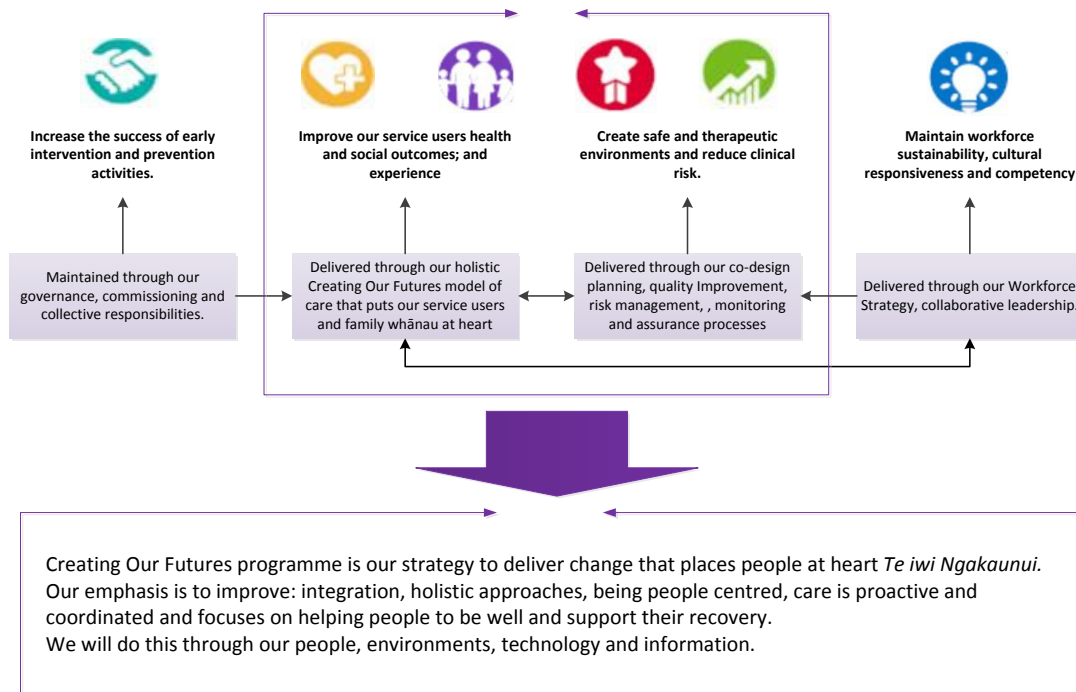 Increase the success of early
intervention and prevention
activities.
Improve our service users health
and social outcomes; and
experience
Create safe and therapeutic
environments and reduce clinical
risk.
Maintain workforce
sustainability, cultural
responsiveness and competency
Maintained through our
governance, commissioning and
collective responsibilities.
Delivered through our holistic
Creating Our Futures model of
care that puts our service users
and family whānau at heart
Delivered through our co-design
planning, quality Improvement,
risk management, , monitoring
and assurance processes
Delivered through our Workforce
Strategy, collaborative leadership.
Creating Our Futures programme is our strategy to deliver change that places people at heart Te iwi Ngakaunui.
Our emphasis is to improve: integration, holistic approaches, being people centred, care is proactive and
coordinated and focuses on helping people to be well and support their recovery.
We will do this through our people, environments, technology and information.